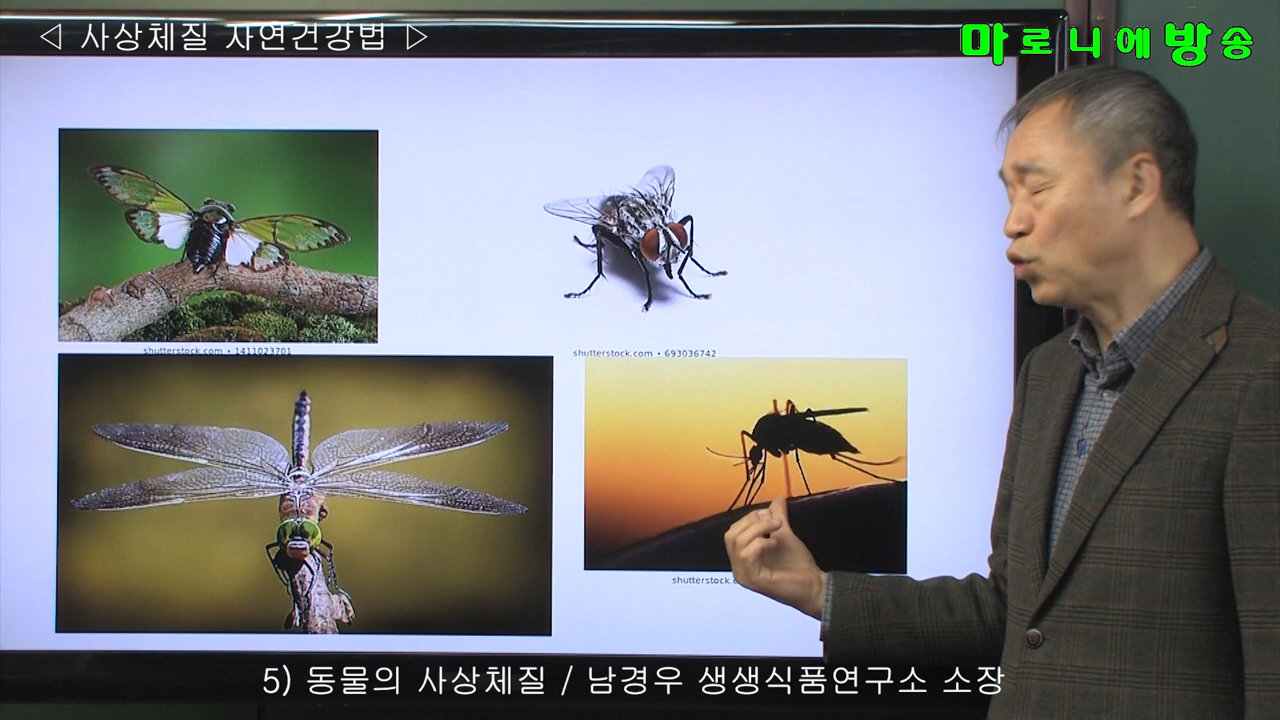 ◁ 사상체질 자연건강법 ▷
마로니에방송
shutterstock.com • 1411023701
shutterstock.com • 693036742
shutterstock.c
5) 동물의 사상체질 / 남경우 생생식품연구소 소장